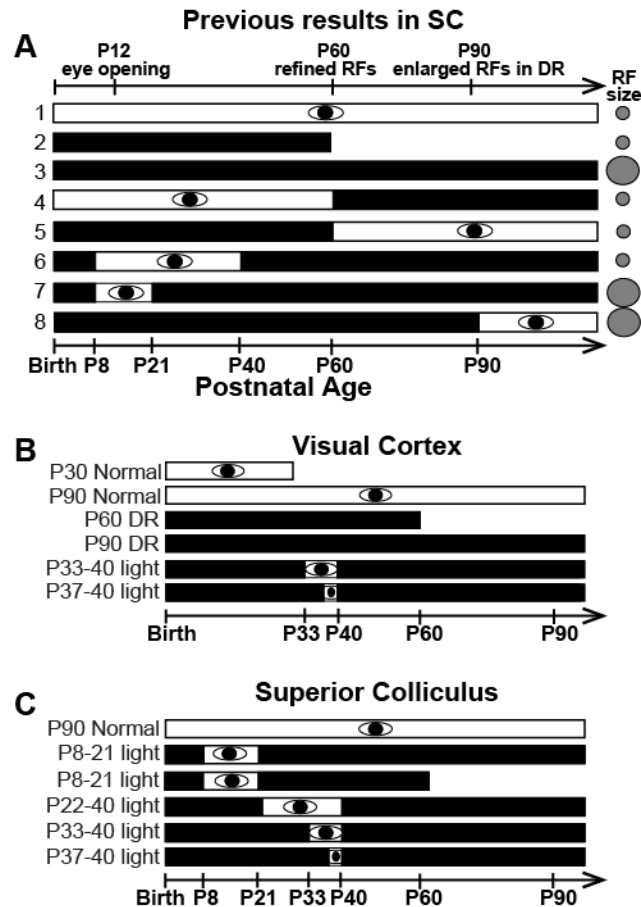 Previous results in SC
A
P12 P60 P90
eye opening refined RFs enlarged RFs in DR
RF
size
1
2
3
4
5
6
7
8
Birth P8 P21 P40 P60 P90
Postnatal Age
B Visual Cortex
P30 Normal
P90 Normal
P60 DR
P90 DR
P33-40 light
P37-40 light
Birth P33 P40 P60 P90
C Superior Colliculus
P90 Normal
P8-21 light
P8-21 light
P22-40 light
P33-40 light
P37-40 light
Birth P8 P21 P33 P40 P60 P90